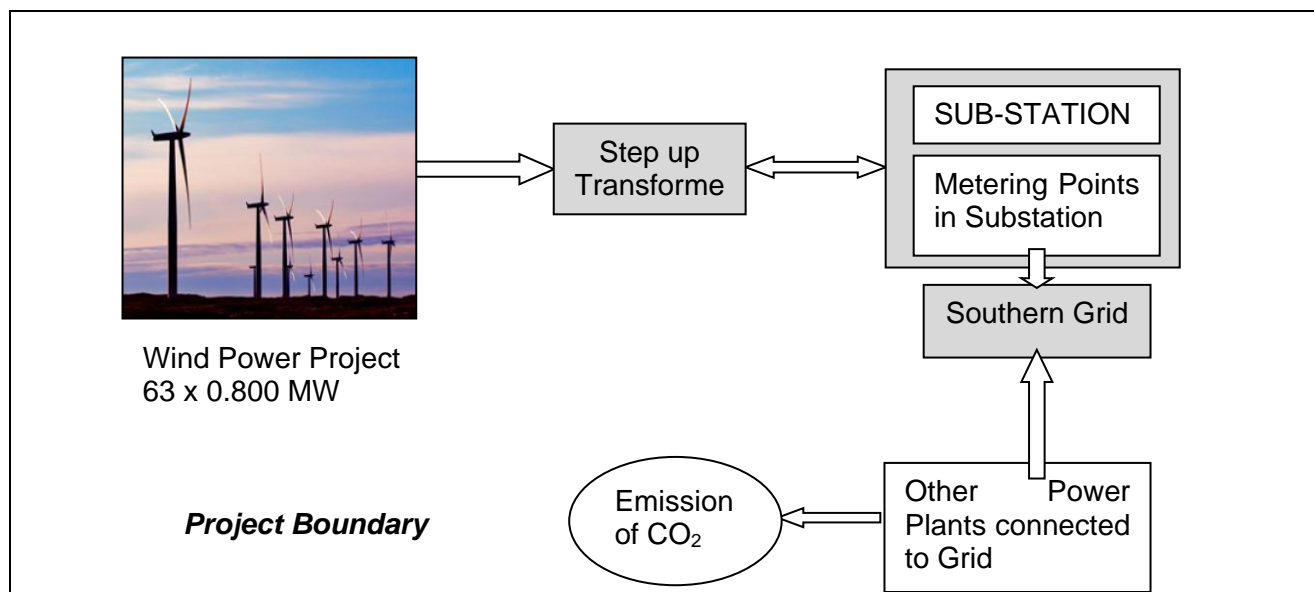 Step up
Transforme
SUB-STATION
Metering Points
in Substation
Southern Grid
Wind Power Project
63 x 0.800 MW
Project Boundary
Emission
of CO₂
Other Power
Plants connected
to Grid